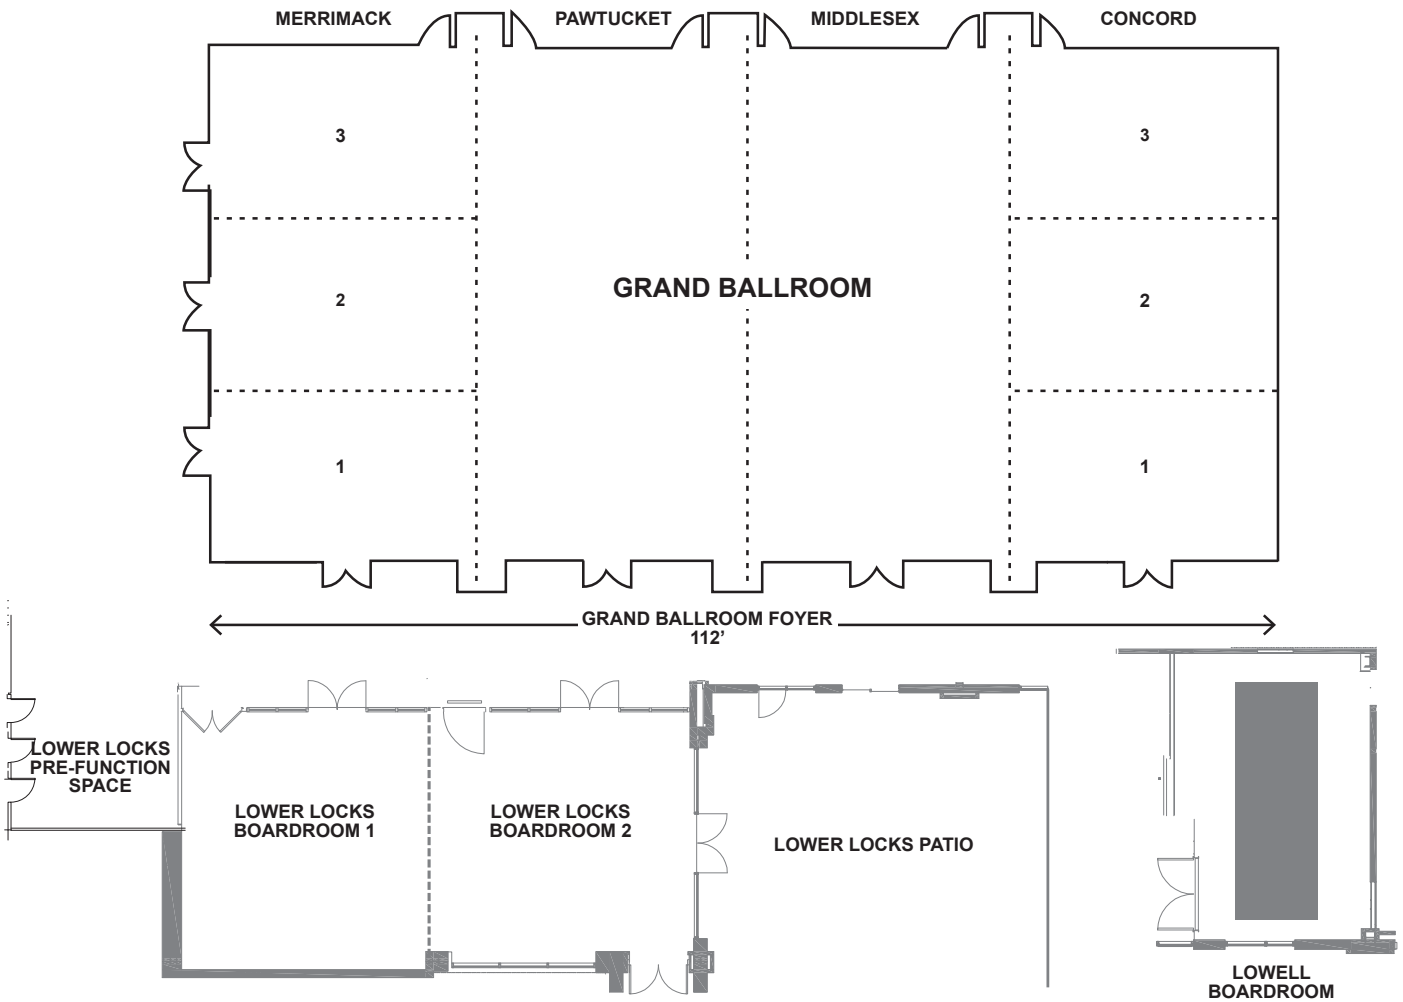 MERRIMACK
PAWTUCKET
MIDDLESEX
CONCORD
3
3
GRAND BALLROOM
2
2
1
1
GRAND BALLROOM FOYER
112’
LOWER LOCKS
PRE-FUNCTION
SPACE
LOWER LOCKS
BOARDROOM 1
LOWER LOCKS
BOARDROOM 2
LOWER LOCKS PATIO
LOWELL
BOARDROOM